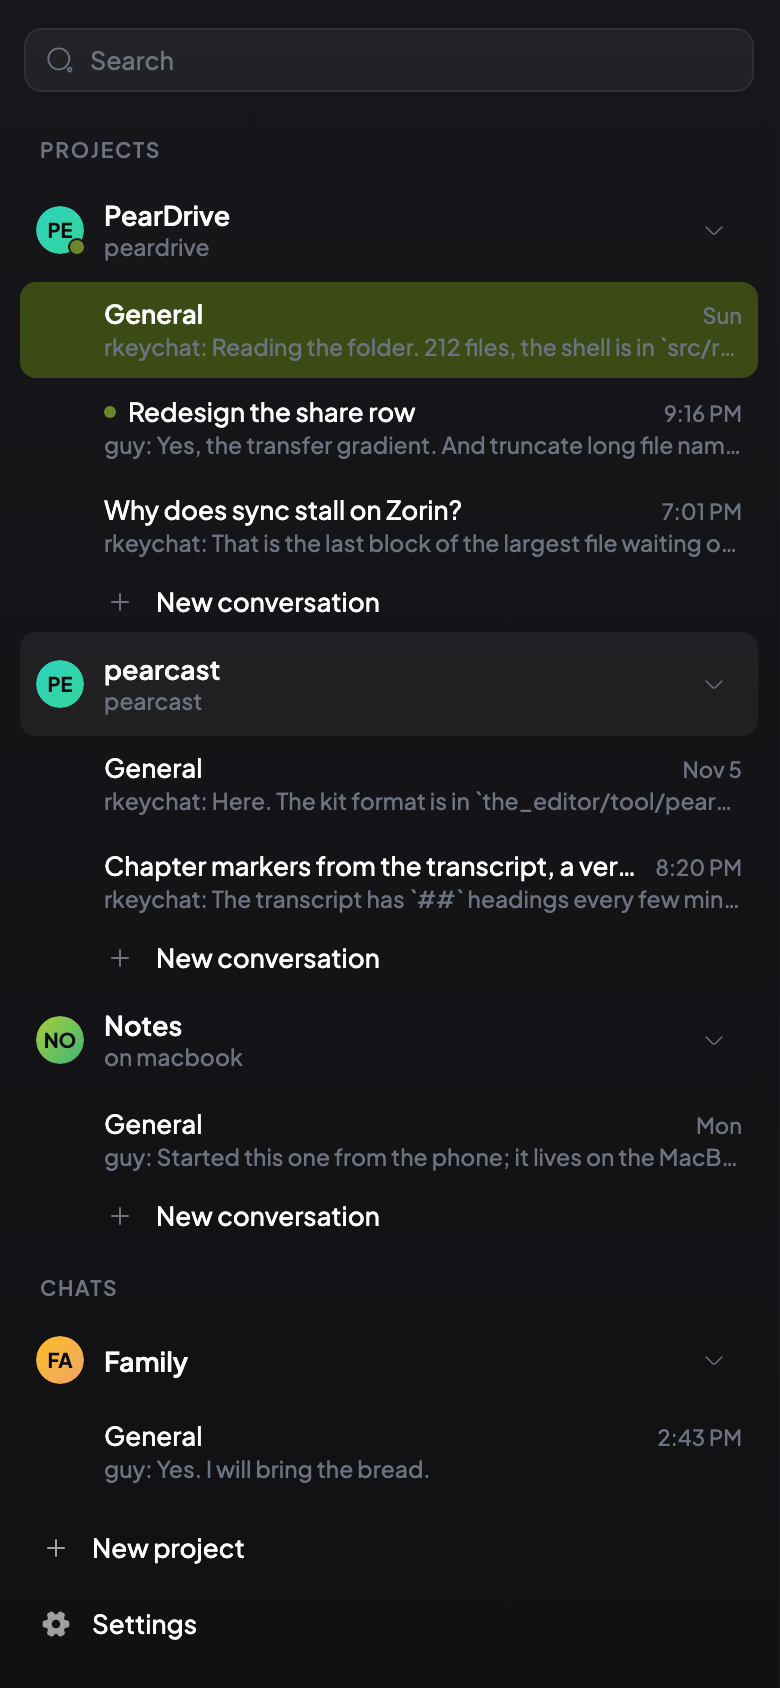 Search
PROJECTS
PE
PearDrive
peardrive
General
Sun
rkeychat: Reading the folder. 212 files, the shell is in `src/r…
Redesign the share row
9:16 PM
guy: Yes, the transfer gradient. And truncate long file nam…
Why does sync stall on Zorin?
7:01 PM
rkeychat: That is the last block of the largest file waiting o…
New conversation
PE
pearcast
pearcast
General
Nov 5
rkeychat: Here. The kit format is in `the_editor/tool/pear…
Chapter markers from the transcript, a ver…
8:20 PM
rkeychat: The transcript has `##` headings every few min…
New conversation
NO
Notes
on macbook
General
Mon
guy: Started this one from the phone; it lives on the MacB…
New conversation
CHATS
FA
Family
General
2:43 PM
guy: Yes. I will bring the bread.
New project
Settings